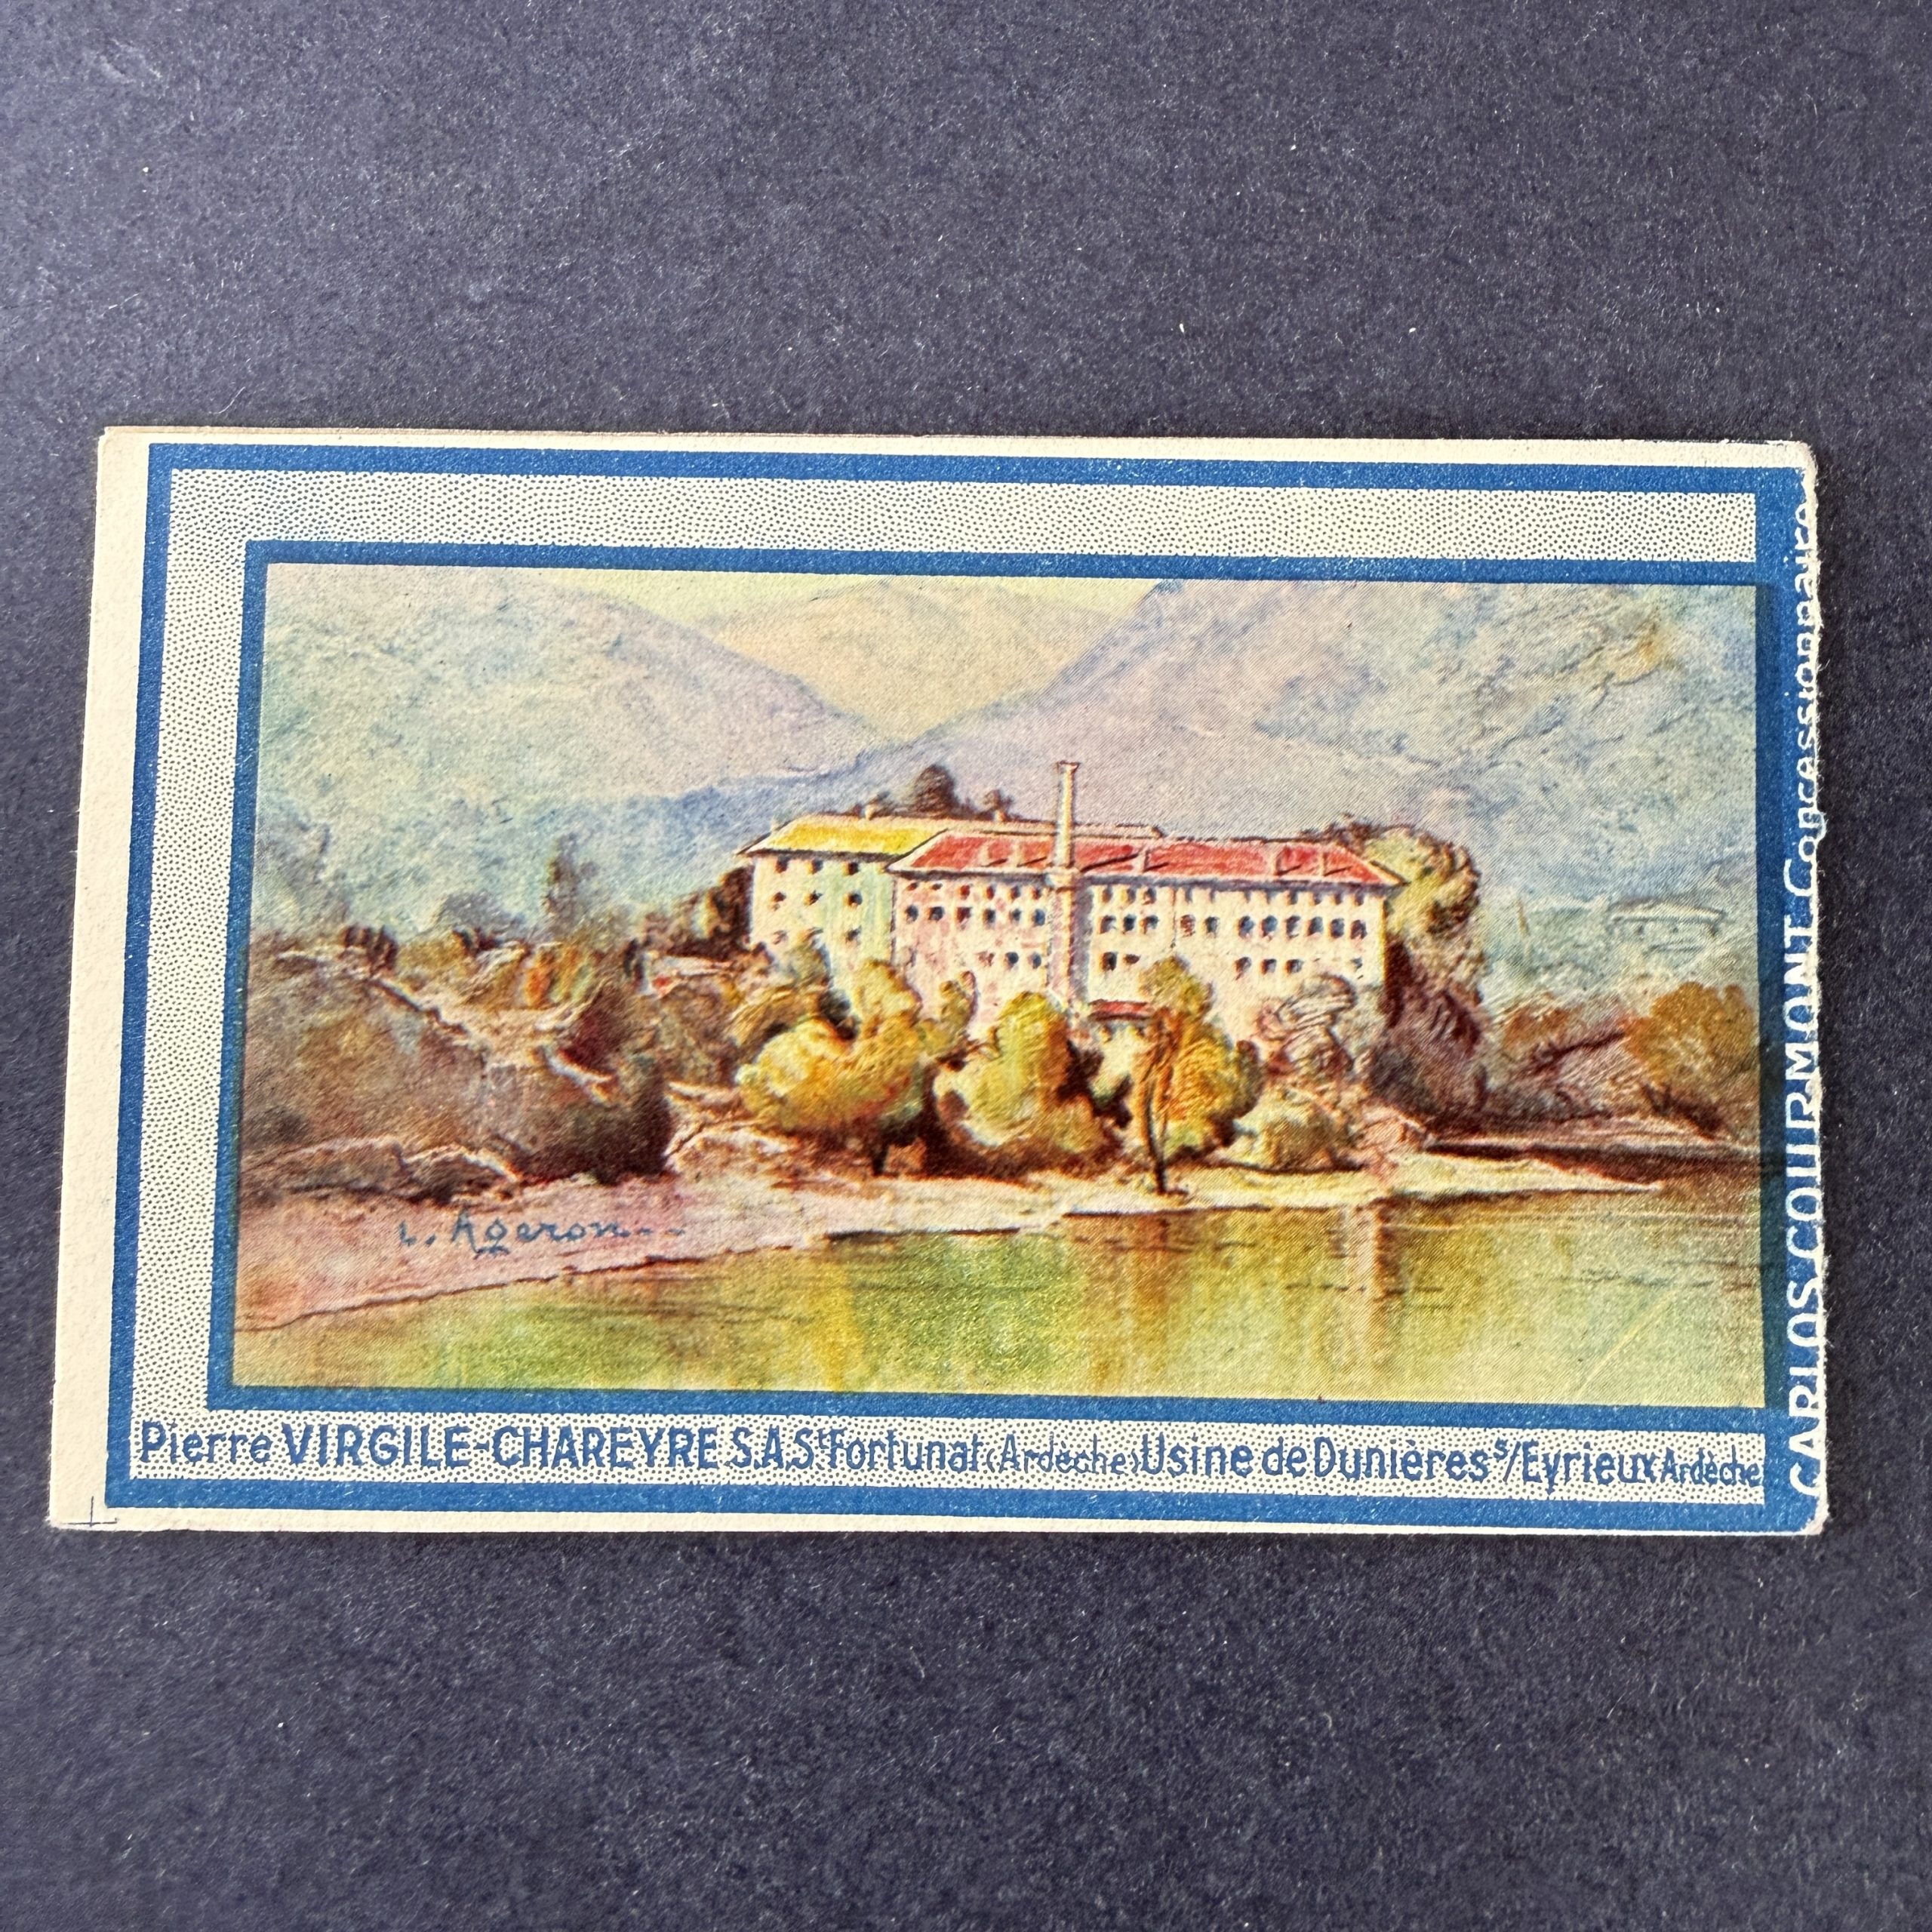 L. Ageron
Pierre VIRGILE-CHAREYRE S.A. St Fortunat (Ardèche) Usine de Dunières s/Eyrieux Ardèche
CARLOS COURMONT Concessionnaire